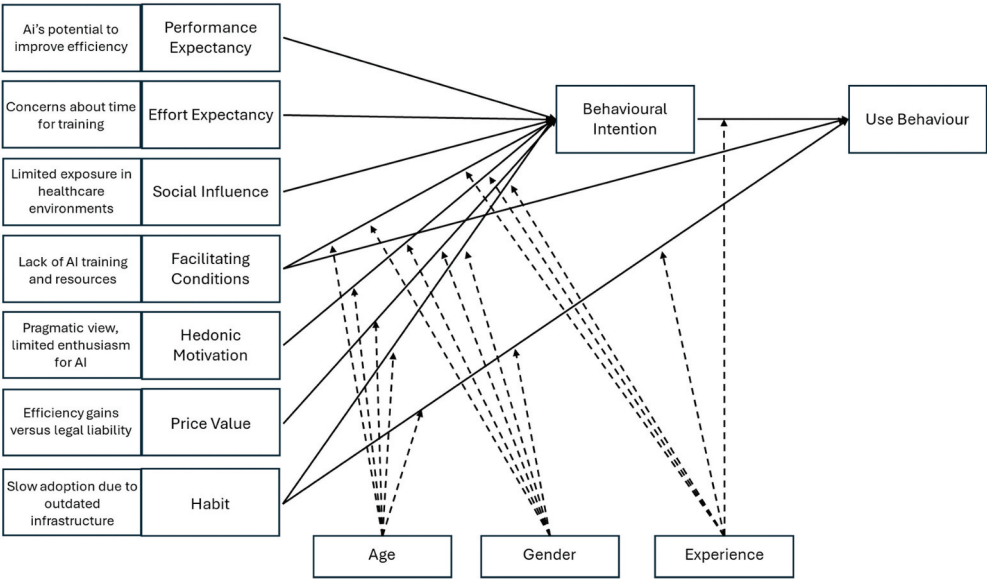 Ai's potential to
improve efficiency
Performance
Expectancy
Concerns about time
for training
Effort Expectancy
Limited exposure in
healthcare
environments
Social Influence
Lack of AI training
and resources
Facilitating
Conditions
Pragmatic view,
limited enthusiasm
for AI
Hedonic
Motivation
Efficiency gains
versus legal liability
Price Value
Slow adoption due to
outdated
infrastructure
Habit
Behavioural
Intention
Use Behaviour
Age
Gender
Experience